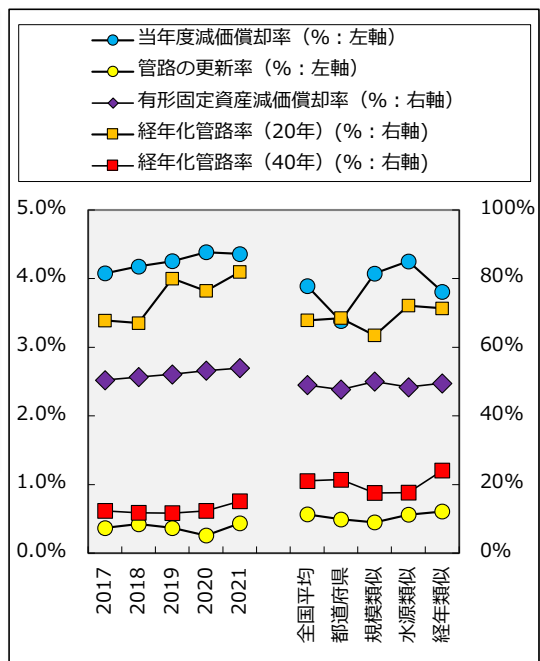 当年度減価償却率（%：左軸）
管路の更新率（%：左軸）
有形固定資産減価償却率（%：右軸）
経年化管路率（20年）(%：右軸)
経年化管路率（40年）(%：右軸)
5.0% 100%
4.0% 80%
3.0% 60%
2.0% 40%
1.0% 20%
0.0% 0%
2017
2018
2019
2020
2021
全国平均
都道府県
規模類似
水源類似
経年類似